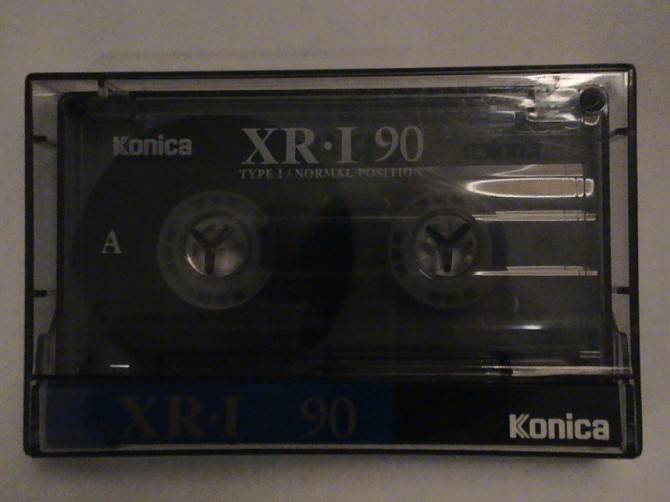 Konica XR·I 90
TYPE I / NORMAL POSITION
A
XR·I 90 Konica